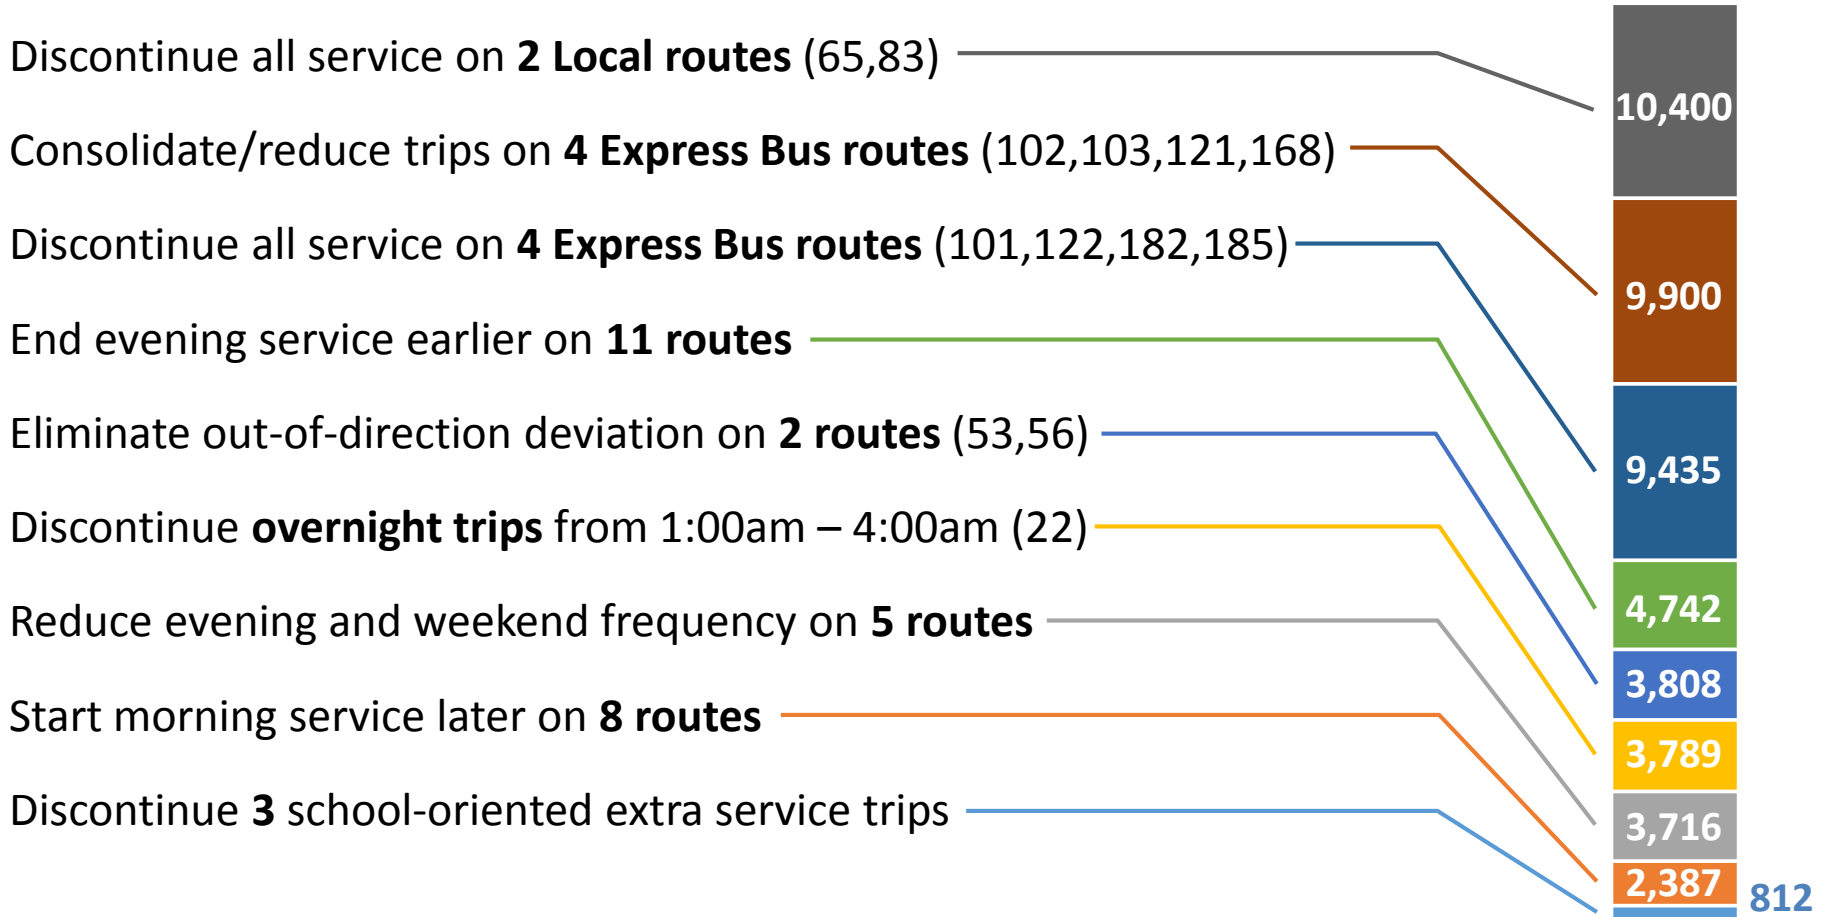 Discontinue all service on 2 Local routes (65,83)
10,400
Consolidate/reduce trips on 4 Express Bus routes (102,103,121,168)
9,900
Discontinue all service on 4 Express Bus routes (101,122,182,185)
9,435
End evening service earlier on 11 routes
4,742
Eliminate out-of-direction deviation on 2 routes (53,56)
3,808
Discontinue overnight trips from 1:00am – 4:00am (22)
3,789
Reduce evening and weekend frequency on 5 routes
3,716
Start morning service later on 8 routes
2,387
Discontinue 3 school-oriented extra service trips
812